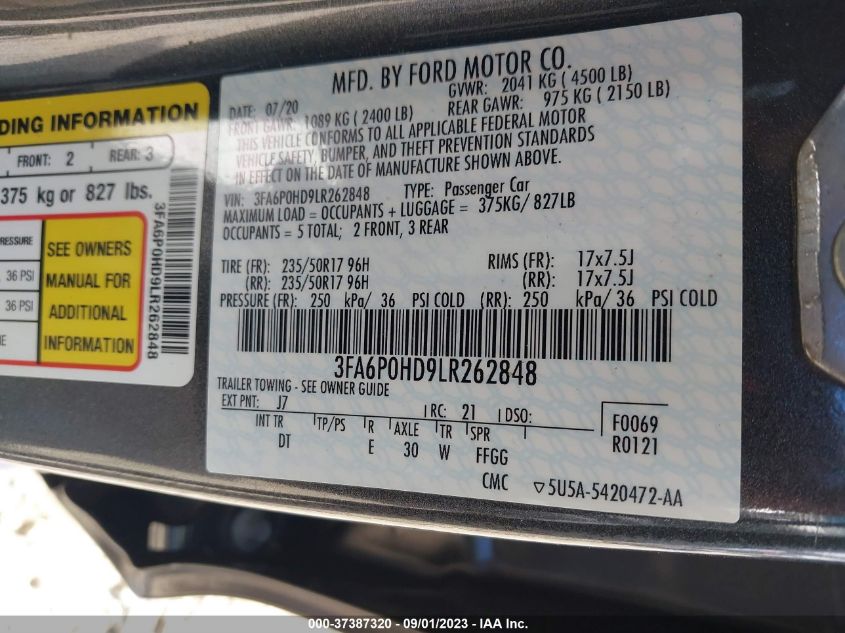 DING INFORMATION
FRONT: 2 REAR: 3
375 kg or 827 lbs.
RESSURE
36 PSI
36 PSI
SEE OWNERS
MANUAL FOR
ADDITIONAL
INFORMATION
3FA6P0HD9LR262848
MFD. BY FORD MOTOR CO.
DATE: 07/20 GVWR: 2041 KG ( 4500 LB)
FRONT GAWR: 1089 KG ( 2400 LB) REAR GAWR: 975 KG ( 2150 LB)
THIS VEHICLE CONFORMS TO ALL APPLICABLE FEDERAL MOTOR
VEHICLE SAFETY, BUMPER, AND THEFT PREVENTION STANDARDS
IN EFFECT ON THE DATE OF MANUFACTURE SHOWN ABOVE.
VIN: 3FA6P0HD9LR262848 TYPE: Passenger Car
MAXIMUM LOAD = OCCUPANTS + LUGGAGE = 375KG/ 827LB
OCCUPANTS = 5 TOTAL; 2 FRONT, 3 REAR
TIRE (FR): 235/50R17 96H RIMS (FR): 17x7.5J
(RR): 235/50R17 96H (RR): 17x7.5J
PRESSURE (FR): 250 kPa/ 36 PSI COLD (RR): 250 kPa/ 36 PSI COLD
3FA6P0HD9LR262848
TRAILER TOWING - SEE OWNER GUIDE
EXT PNT: J7 RC: 21 DSO: F0069
INT TR TP/PS R AXLE TR SPR R0121
DT E 30 W FFGG
CMC ▽5U5A-5420472-AA
000-37387320 - 09/01/2023 - IAA Inc.